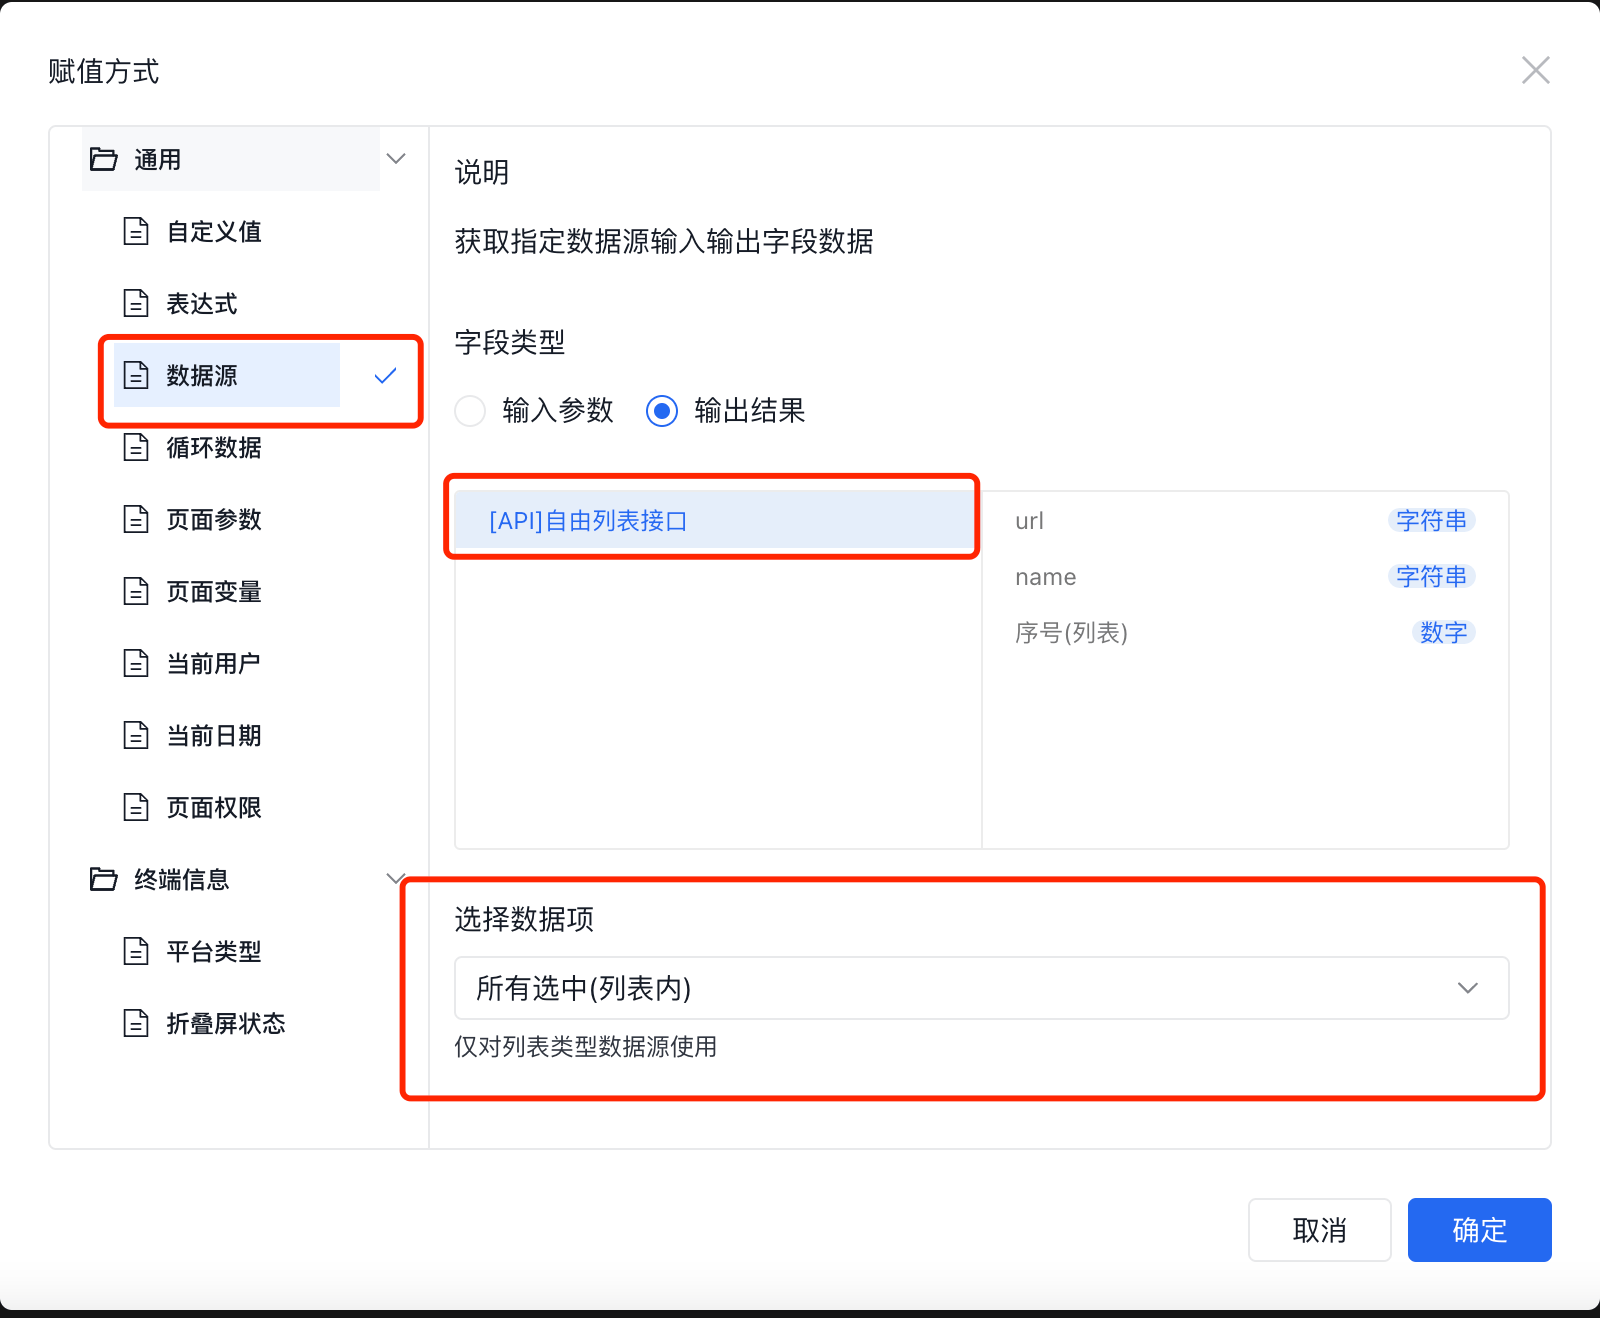 赋值方式
通用
自定义值
表达式
数据源
循环数据
页面参数
页面变量
当前用户
当前日期
页面权限
终端信息
平台类型
折叠屏状态
说明
获取指定数据源输入输出字段数据
字段类型
输入参数 输出结果
[API]自由列表接口
url 字符串
name 字符串
序号(列表) 数字
选择数据项
所有选中(列表内)
仅对列表类型数据源使用
取消 确定